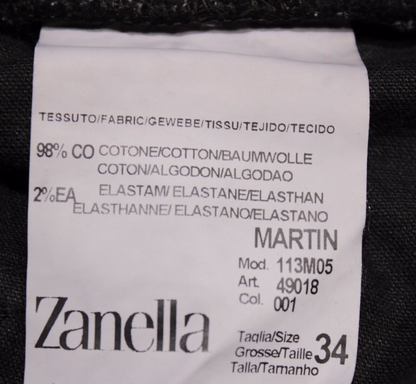 TESSUTO/FABRIC/GEWEBE/TISSU/TEJIDO/TECIDO
98% CO COTONE/COTTON/BAUMWOLLE
COTON/ALGODON/ALGODAO
2%EA ELASTAM/ ELASTANE/ELASTHAN
ELASTHANNE/ ELASTANO/ELASTANO
MARTIN
Mod. 113M05
Art. 49018
Col. 001
Zanella
Taglia/Size
Grosse/Taille 34
Talla/Tamanho